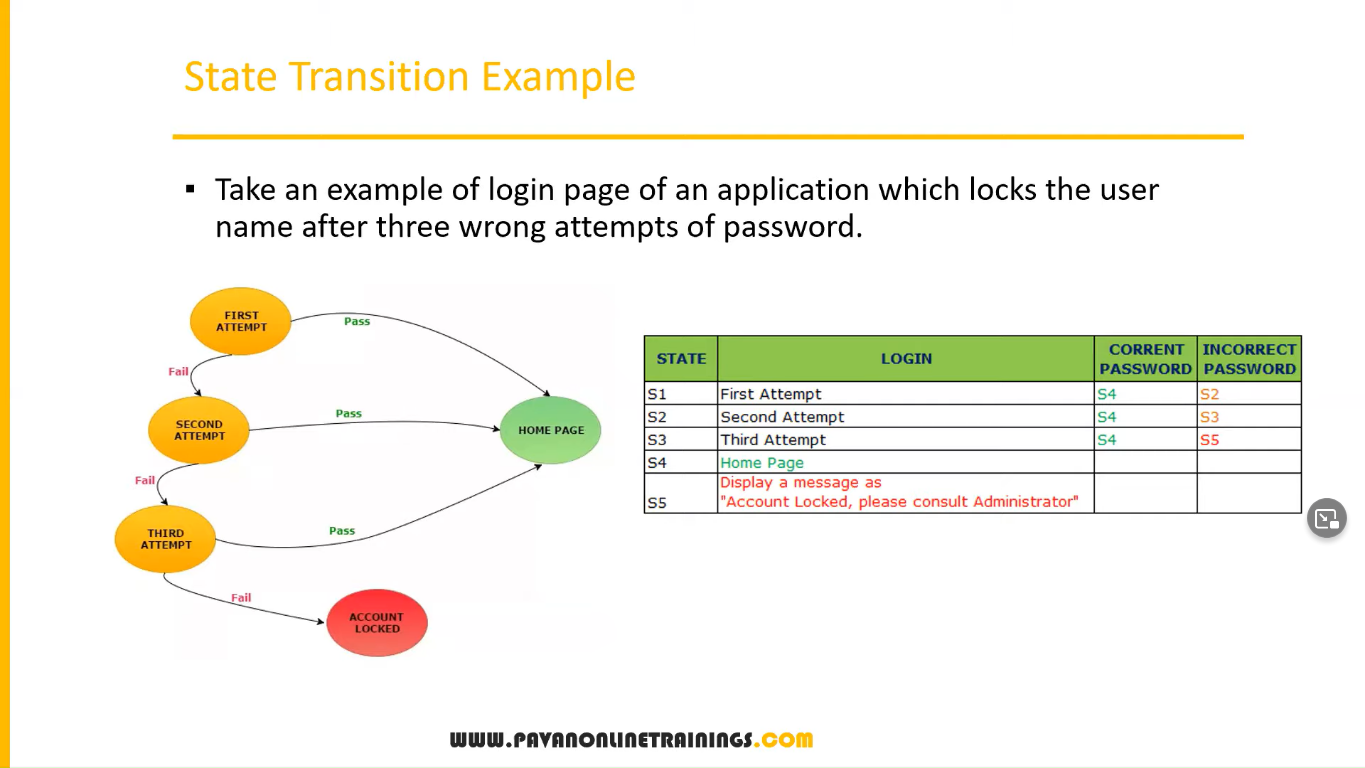 State Transition Example
▪ Take an example of login page of an application which locks the user
name after three wrong attempts of password.
FIRST
ATTEMPT
Pass
Fail
SECOND
ATTEMPT
Pass
HOME PAGE
Fail
THIRD
ATTEMPT
Pass
Fail
ACCOUNT
LOCKED
STATE LOGIN CORRENT PASSWORD INCORRECT PASSWORD
S1 First Attempt S4 S2
S2 Second Attempt S4 S3
S3 Third Attempt S4 S5
S4 Home Page
S5 Display a message as
"Account Locked, please consult Administrator"
WWW.PAVANONLINETRAININGS.COM